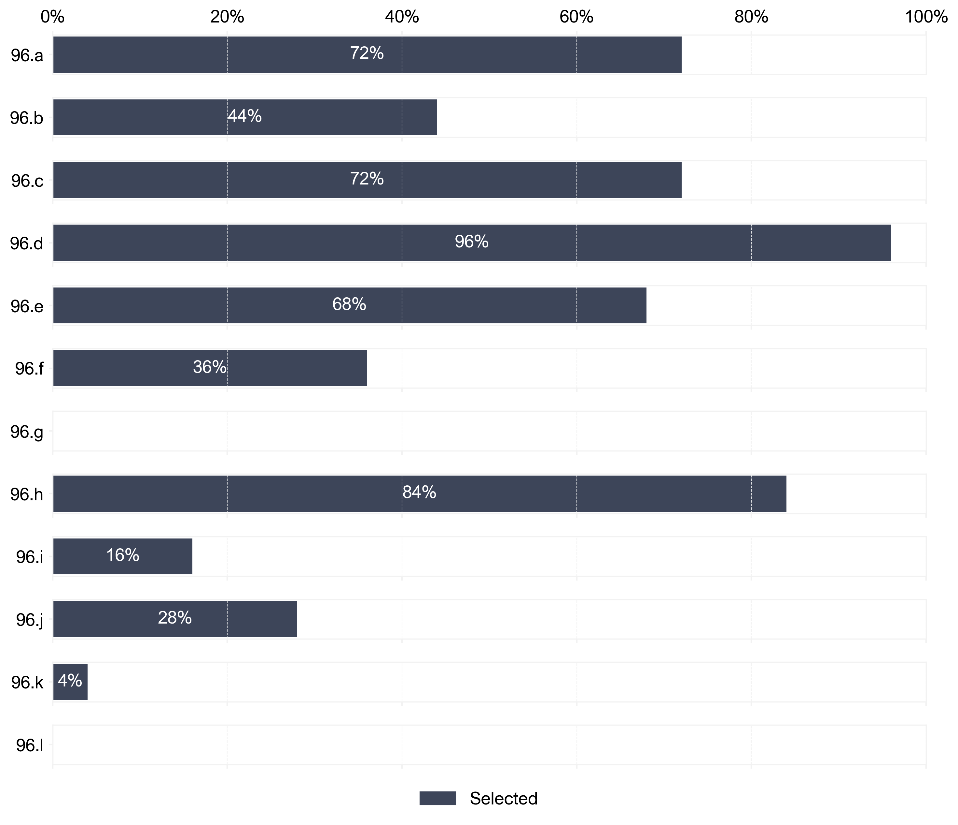 0% 20% 40% 60% 80% 100%
96.a 72%
96.b 44%
96.c 72%
96.d 96%
96.e 68%
96.f 36%
96.g
96.h 84%
96.i 16%
96.j 28%
96.k 4%
96.l
Selected